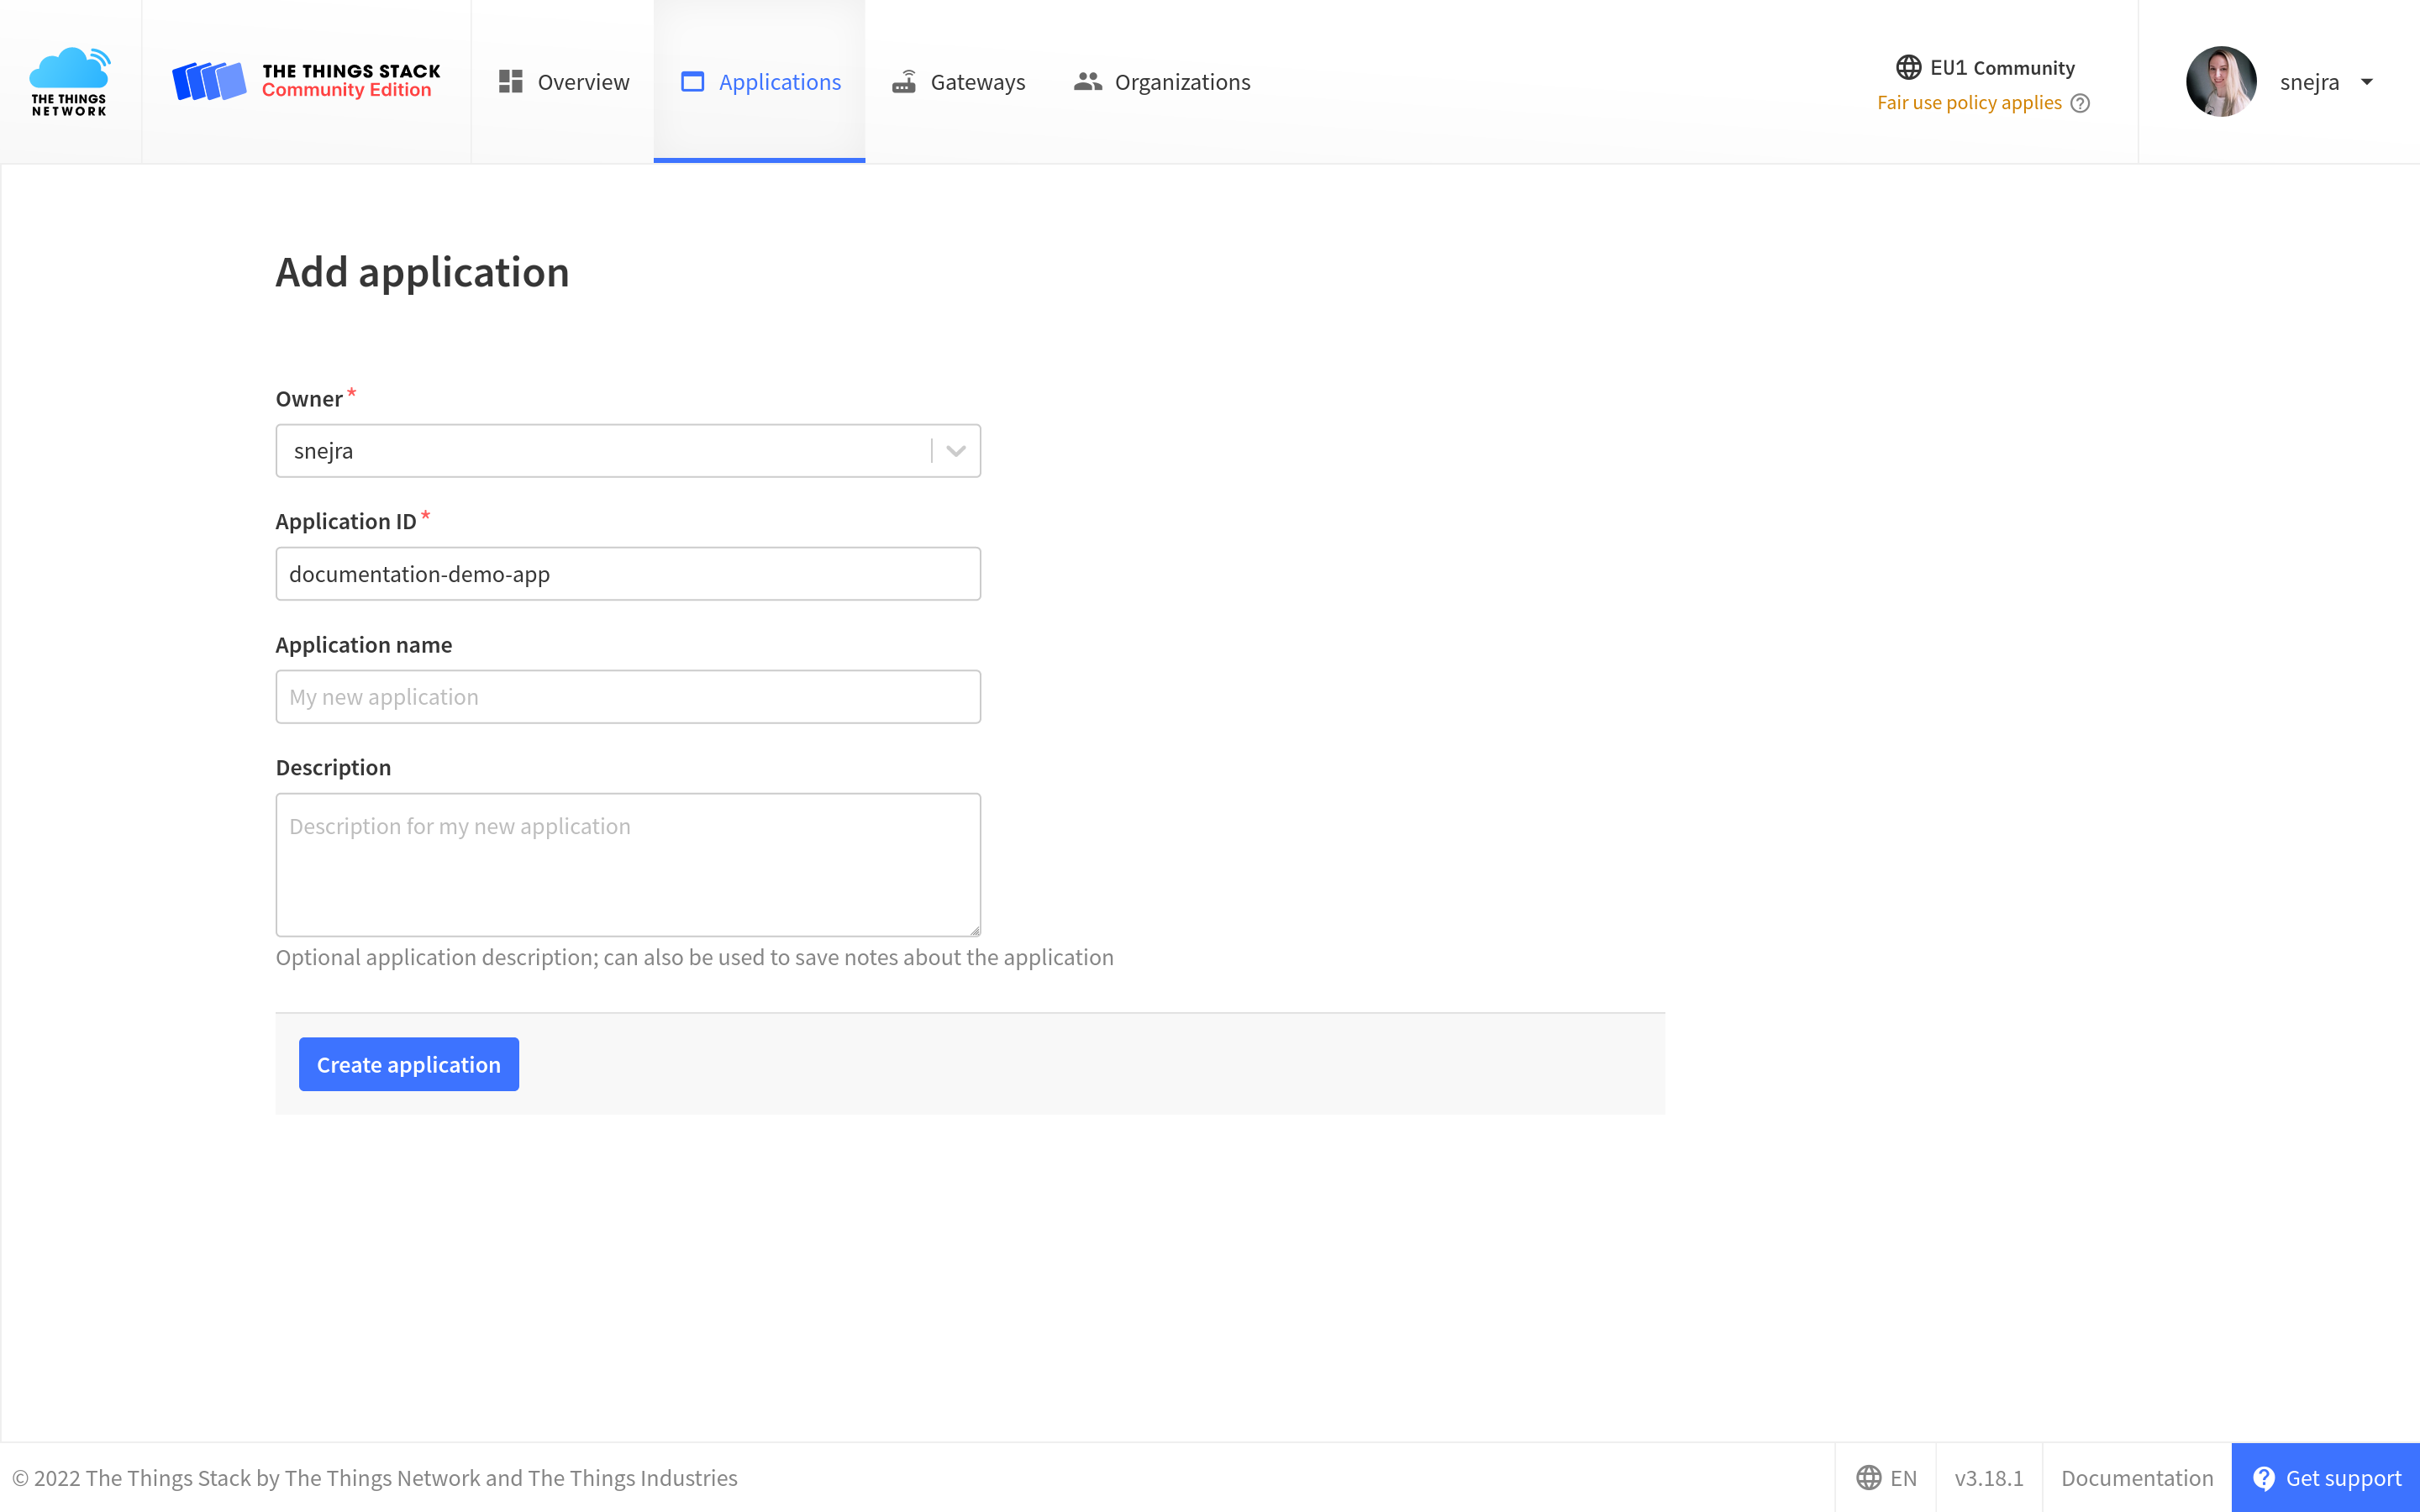 THE THINGS
NETWORK
THE THINGS STACK
Community Edition
Overview
Applications
Gateways
Organizations
EU1 Community
Fair use policy applies
snejra
Add application
Owner *
snejra
Application ID *
documentation-demo-app
Application name
My new application
Description
Description for my new application
Optional application description; can also be used to save notes about the application
Create application
© 2022 The Things Stack by The Things Network and The Things Industries
EN
v3.18.1
Documentation
Get support